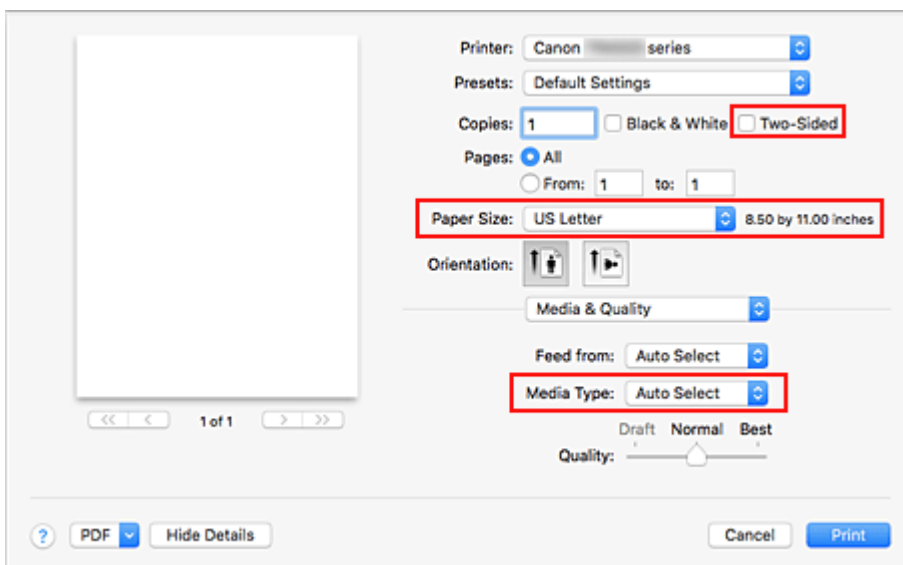 Printer: Canon series
Presets: Default Settings
Copies: 1 Black & White Two-Sided
Pages: All
From: 1 to: 1
Paper Size: US Letter 8.50 by 11.00 inches
Orientation:
Media & Quality
Feed from: Auto Select
Media Type: Auto Select
<< < 1 of 1 > >>
Draft Normal Best
Quality:
? PDF Hide Details Cancel Print